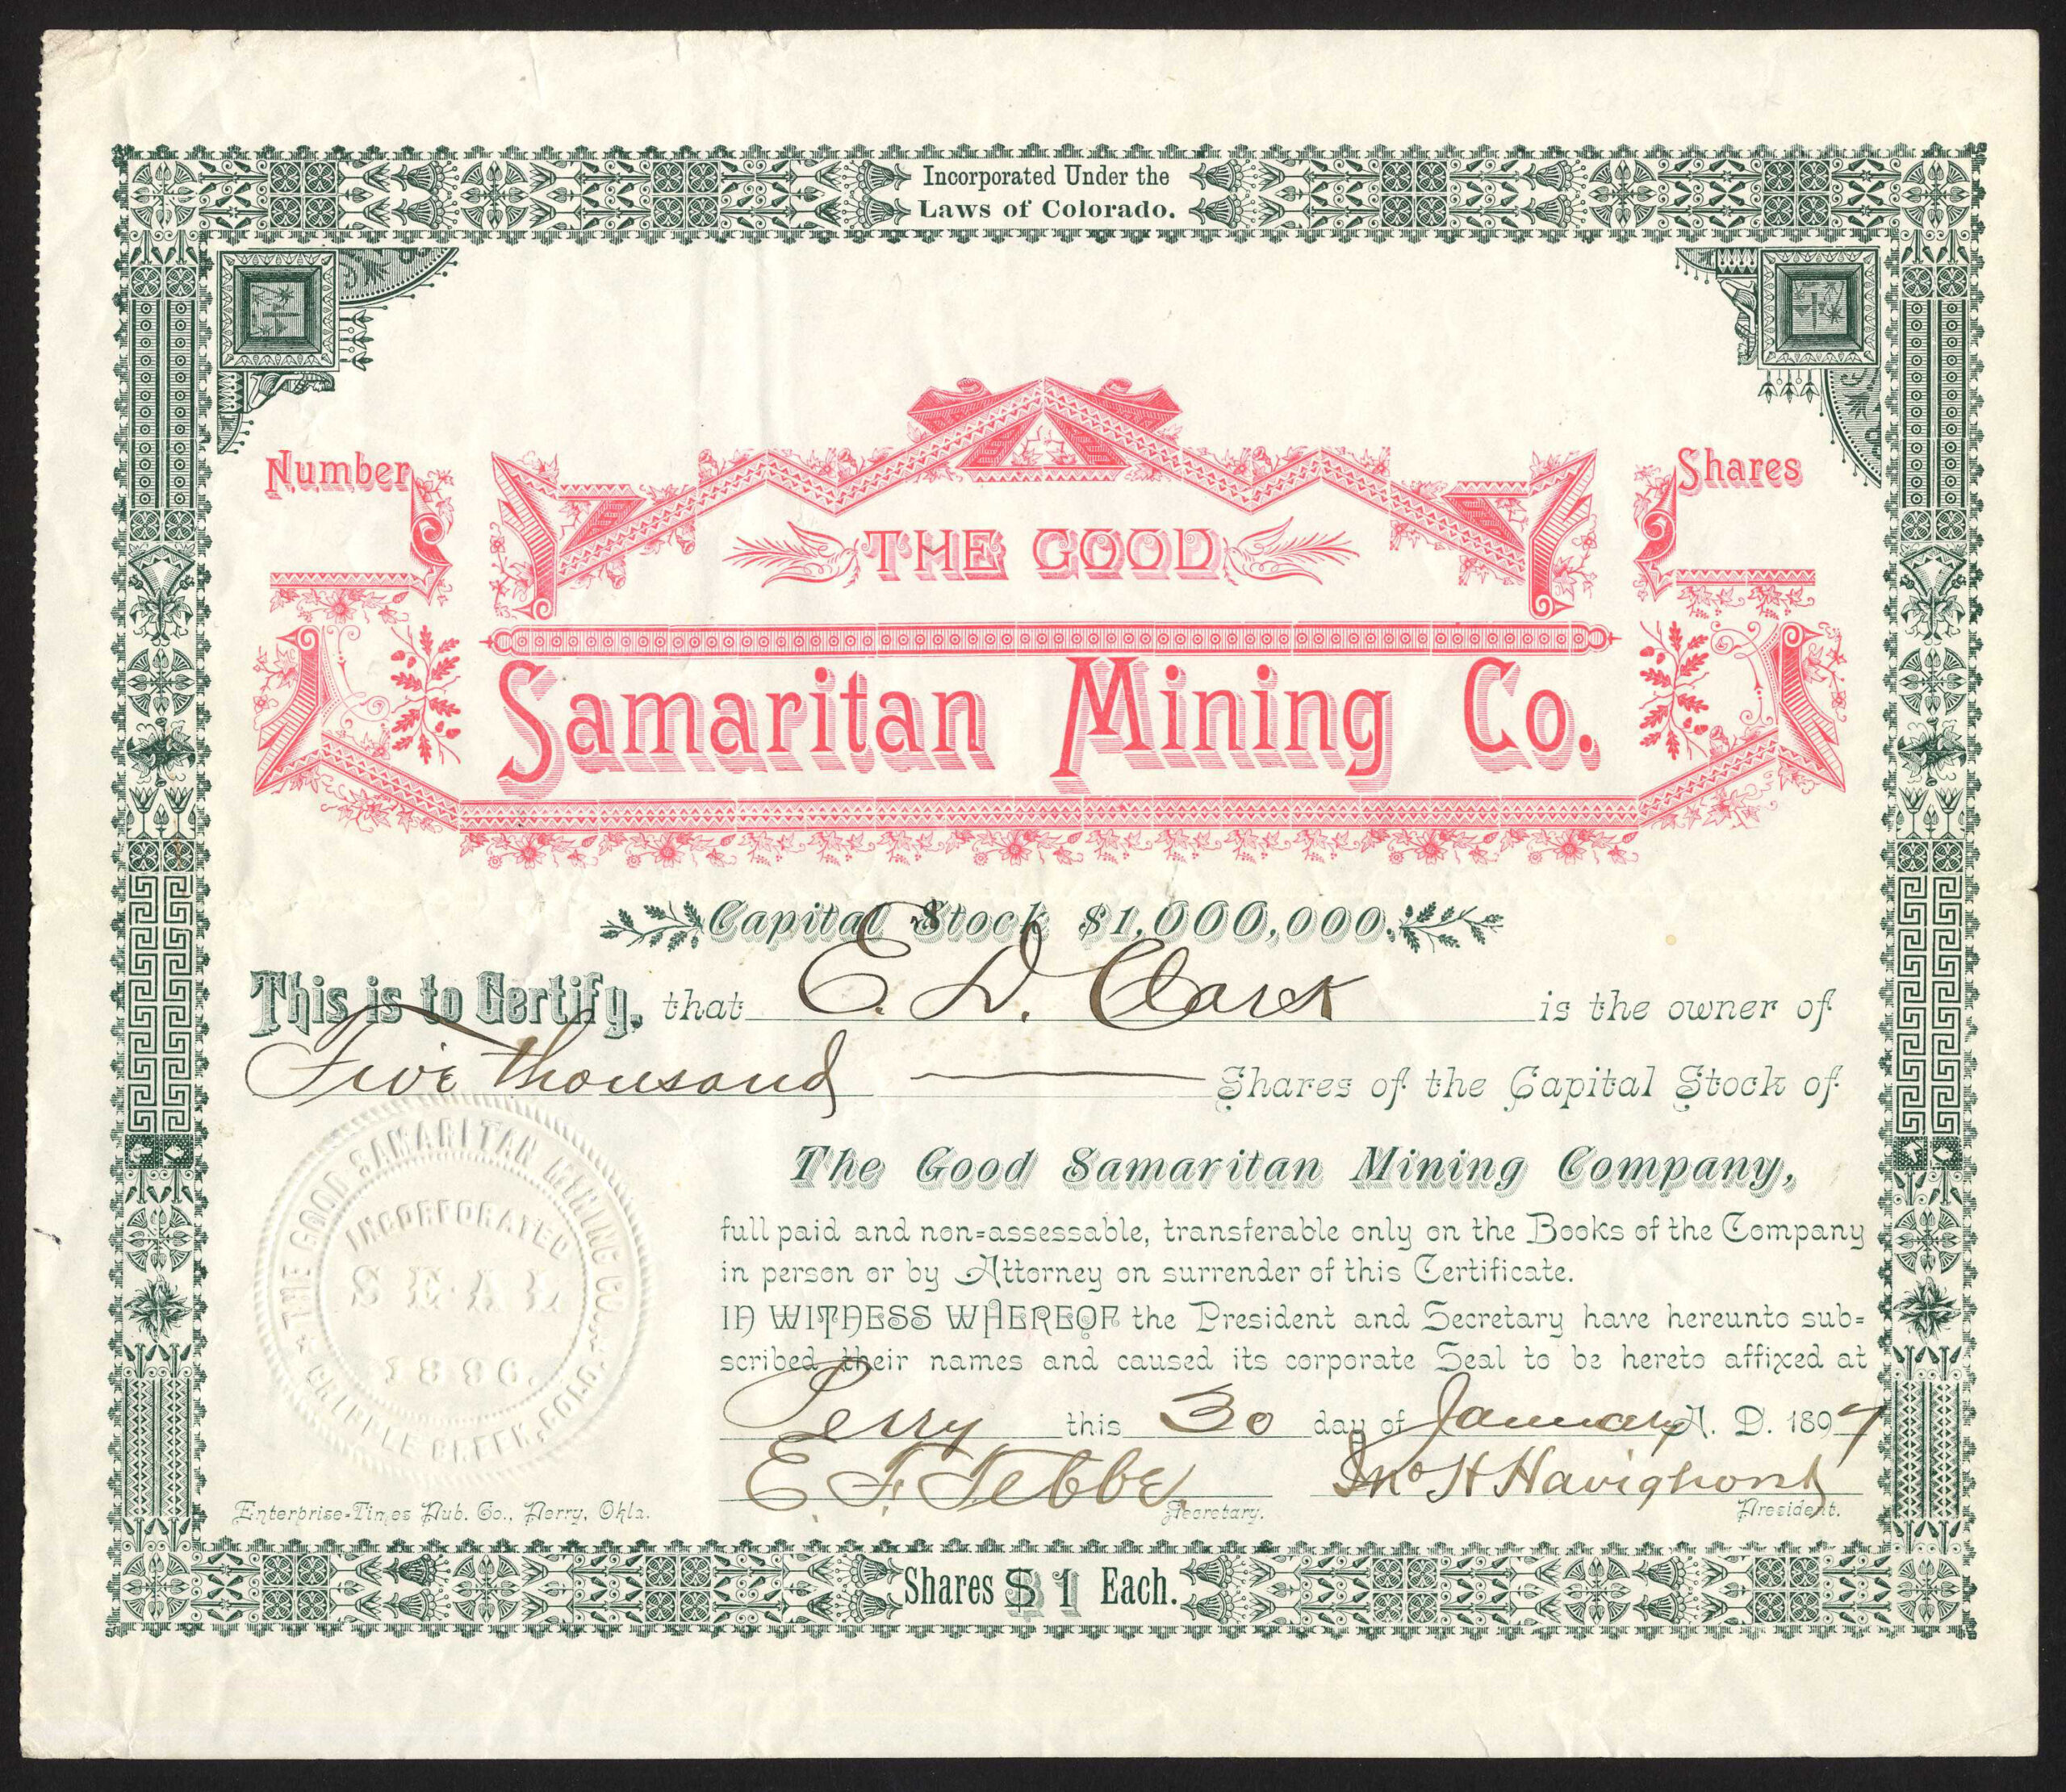 Incorporated Under the
Laws of Colorado.
Number
Shares
THE GOOD
Samaritan Mining Co.
Capital Stock $1,000,000.
This is to Certify, that E. D. Clark is the owner of
Five thousand Shares of the Capital Stock of
The Good Samaritan Mining Company,
full paid and non-assessable, transferable only on the Books of the Company
in person or by Attorney on surrender of this Certificate.
IN WITNESS WHEREOF the President and Secretary have hereunto sub-
scribed their names and caused its corporate Seal to be hereto affixed at
Perry this 30 day of January A. D. 1897
E F Tebbe Jno H Havighorst
Secretary. President.
THE GOOD SAMARITAN MINING CO.
INCORPORATED
SEAL
1896.
CRIPPLE CREEK, COLO.
Enterprise-Times Pub. Co., Perry, Okla.
Shares $1 Each.